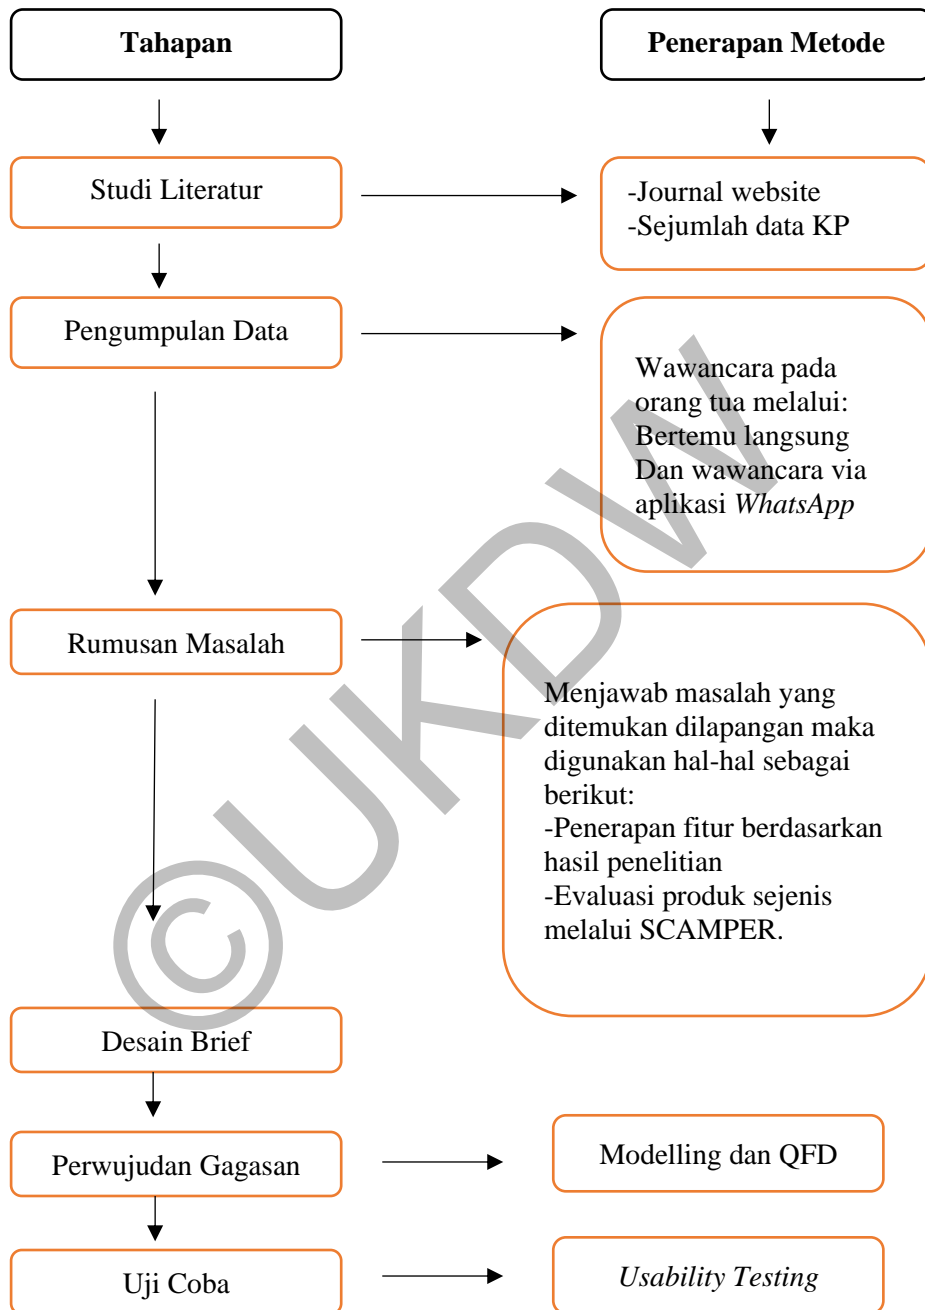 Tahapan
Penerapan Metode
Studi Literatur
-Journal website
-Sejumlah data KP
Pengumpulan Data
Wawancara pada
orang tua melalui:
Bertemu langsung
Dan wawancara via
aplikasi WhatsApp
Rumusan Masalah
Menjawab masalah yang
ditemukan dilapangan maka
digunakan hal-hal sebagai
berikut:
-Penerapan fitur berdasarkan
hasil penelitian
-Evaluasi produk sejenis
melalui SCAMPER.
Desain Brief
Perwujudan Gagasan
Modelling dan QFD
Uji Coba
Usability Testing
©UKDW